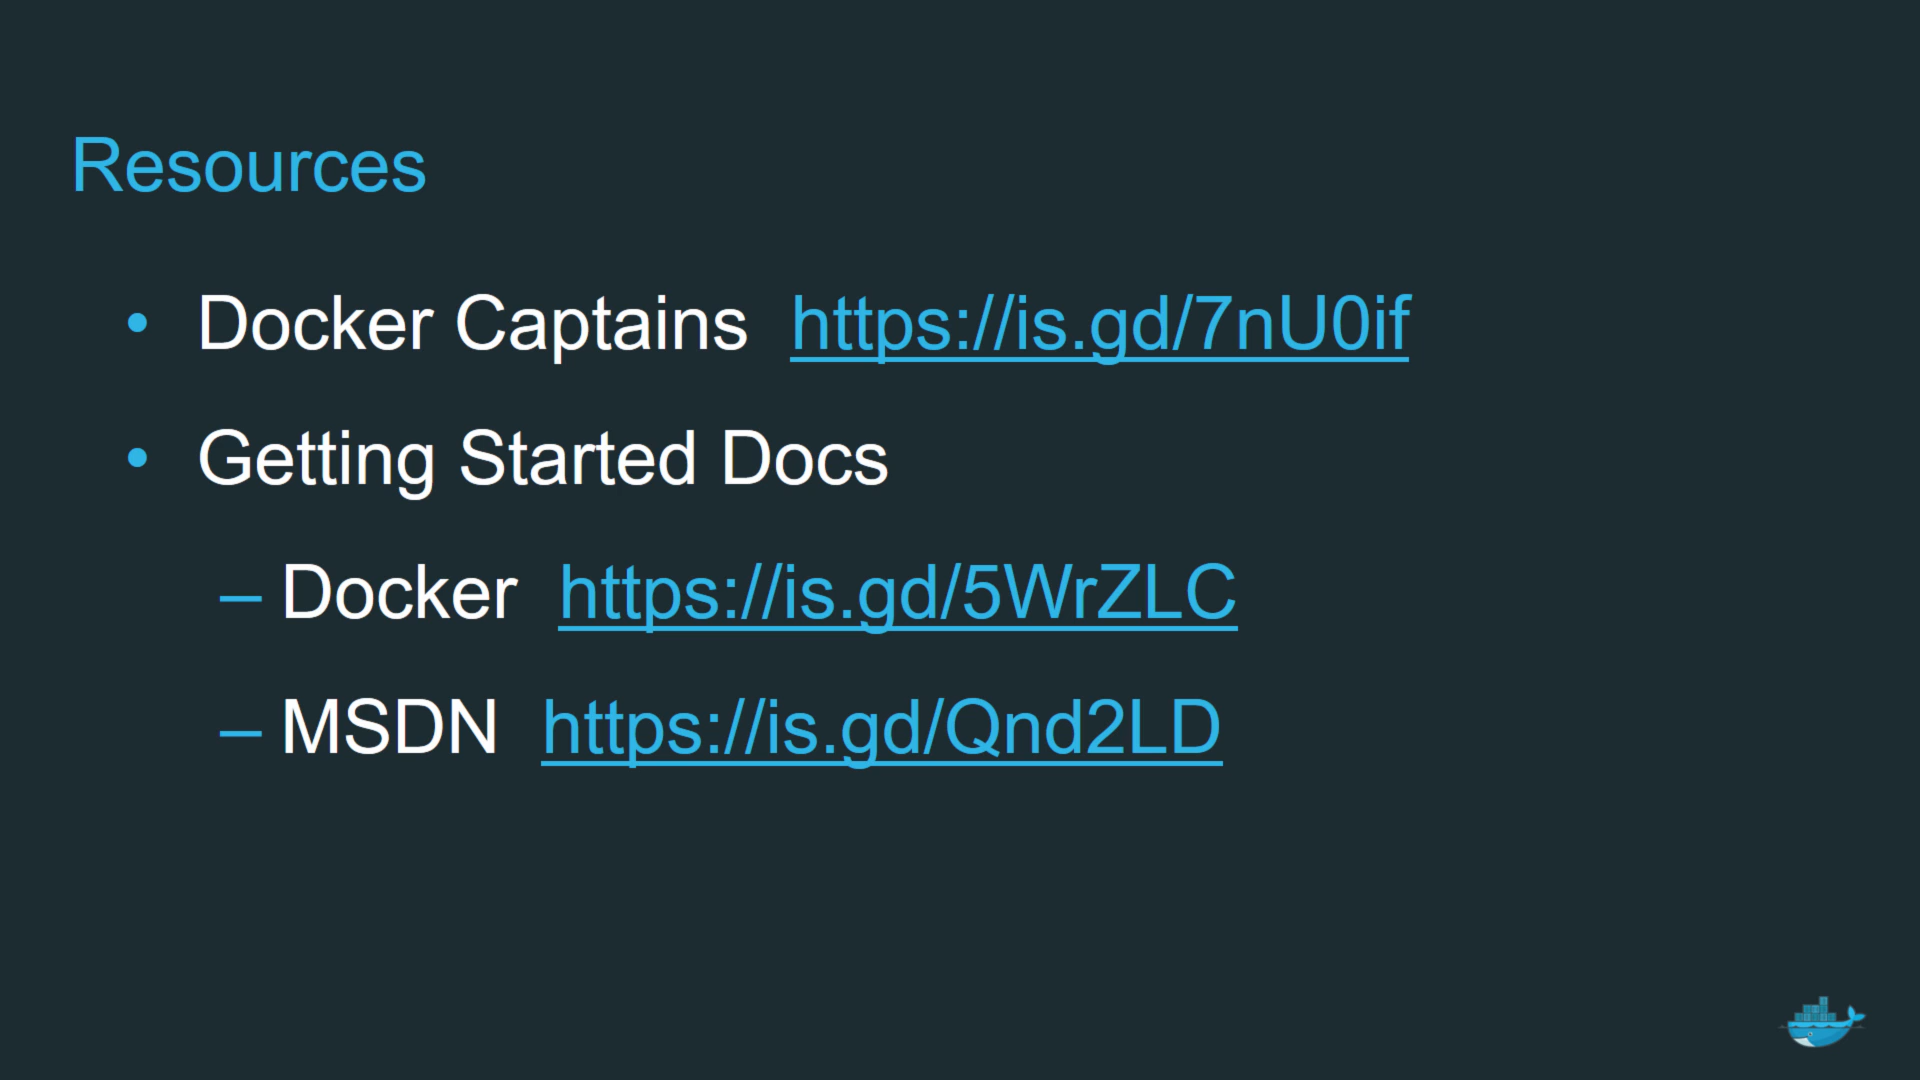 Resources
• Docker Captains https://is.gd/7nU0if
• Getting Started Docs
– Docker https://is.gd/5WrZLC
– MSDN https://is.gd/Qnd2LD